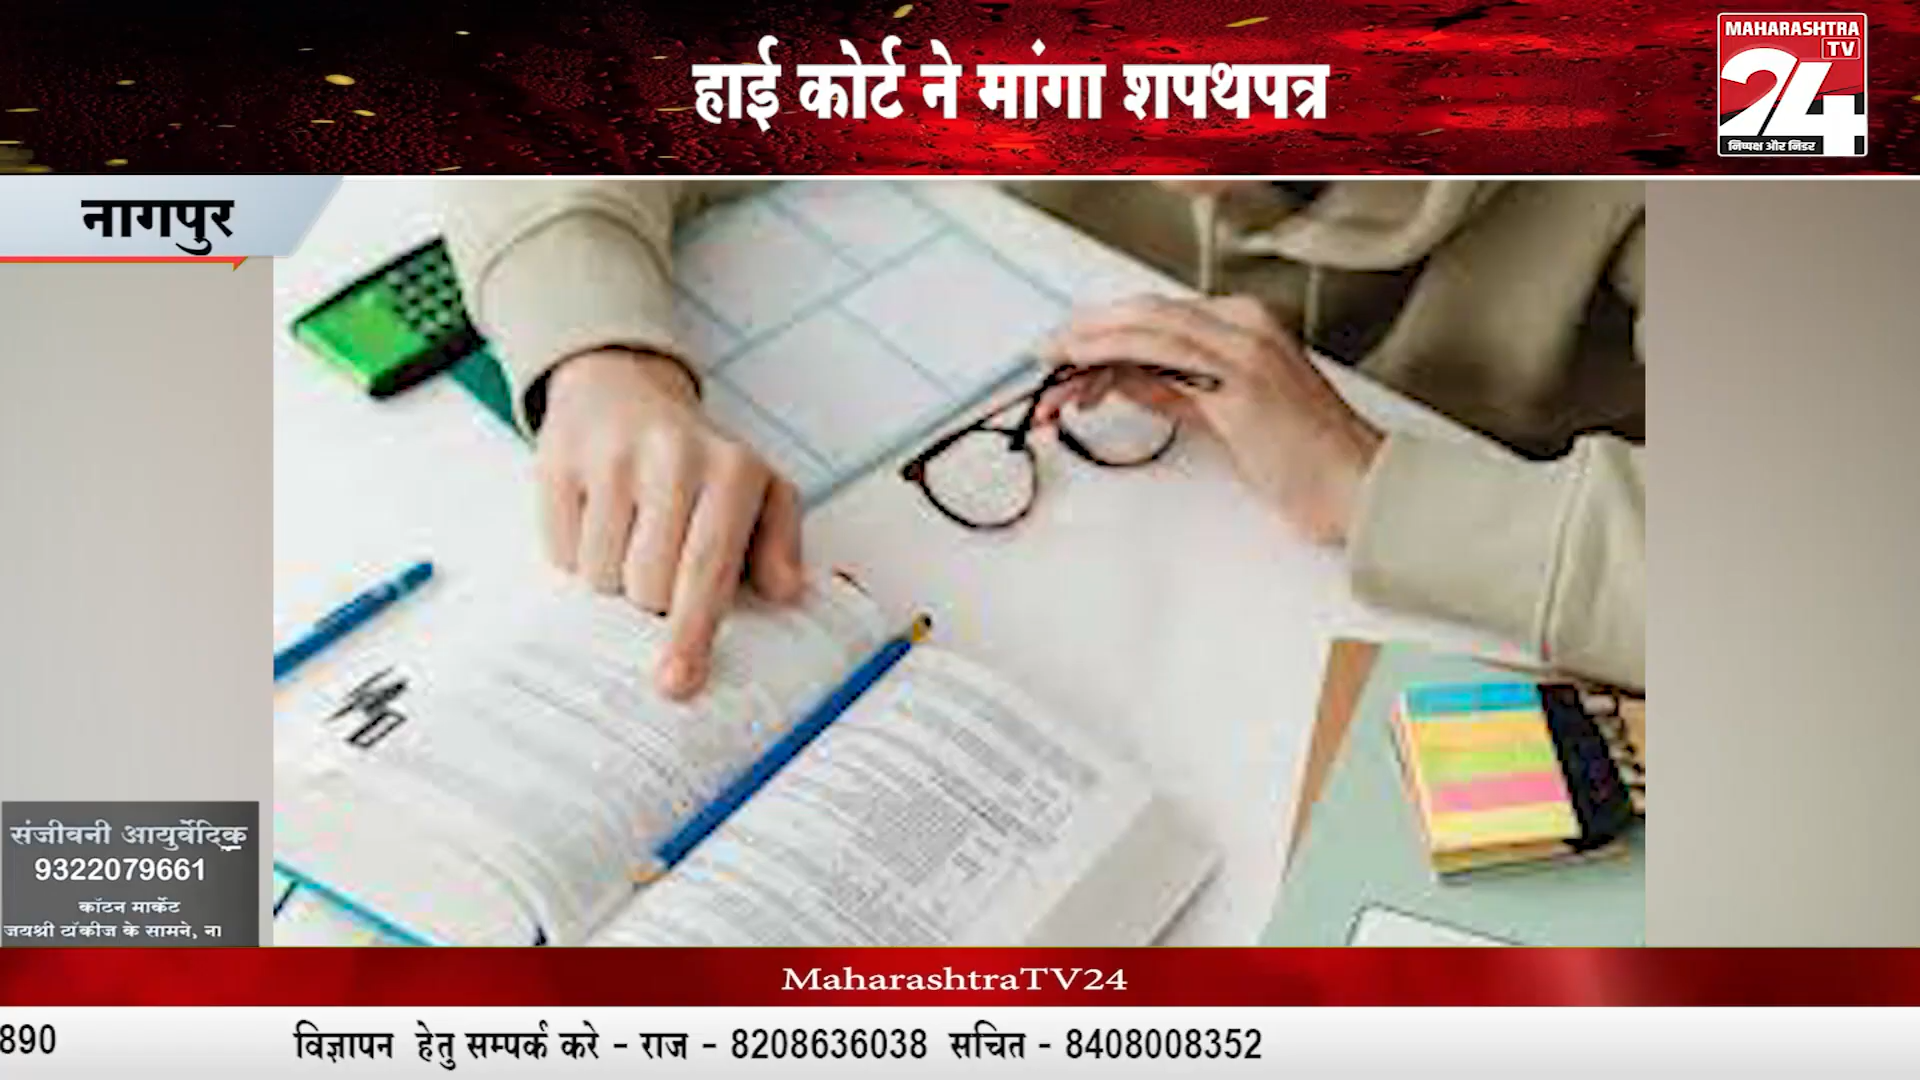 हाई कोर्ट ने मांगा शपथपत्र
MAHARASHTRA
TV
24
निष्पक्ष और निडर
नागपुर
संजीवनी आयुर्वेदिक
9322079661
कॉटन मार्केट
जयश्री टॉकीज के सामने, ना
MaharashtraTV24
890 विज्ञापन हेतु सम्पर्क करे - राज - 8208636038 सचित - 8408008352